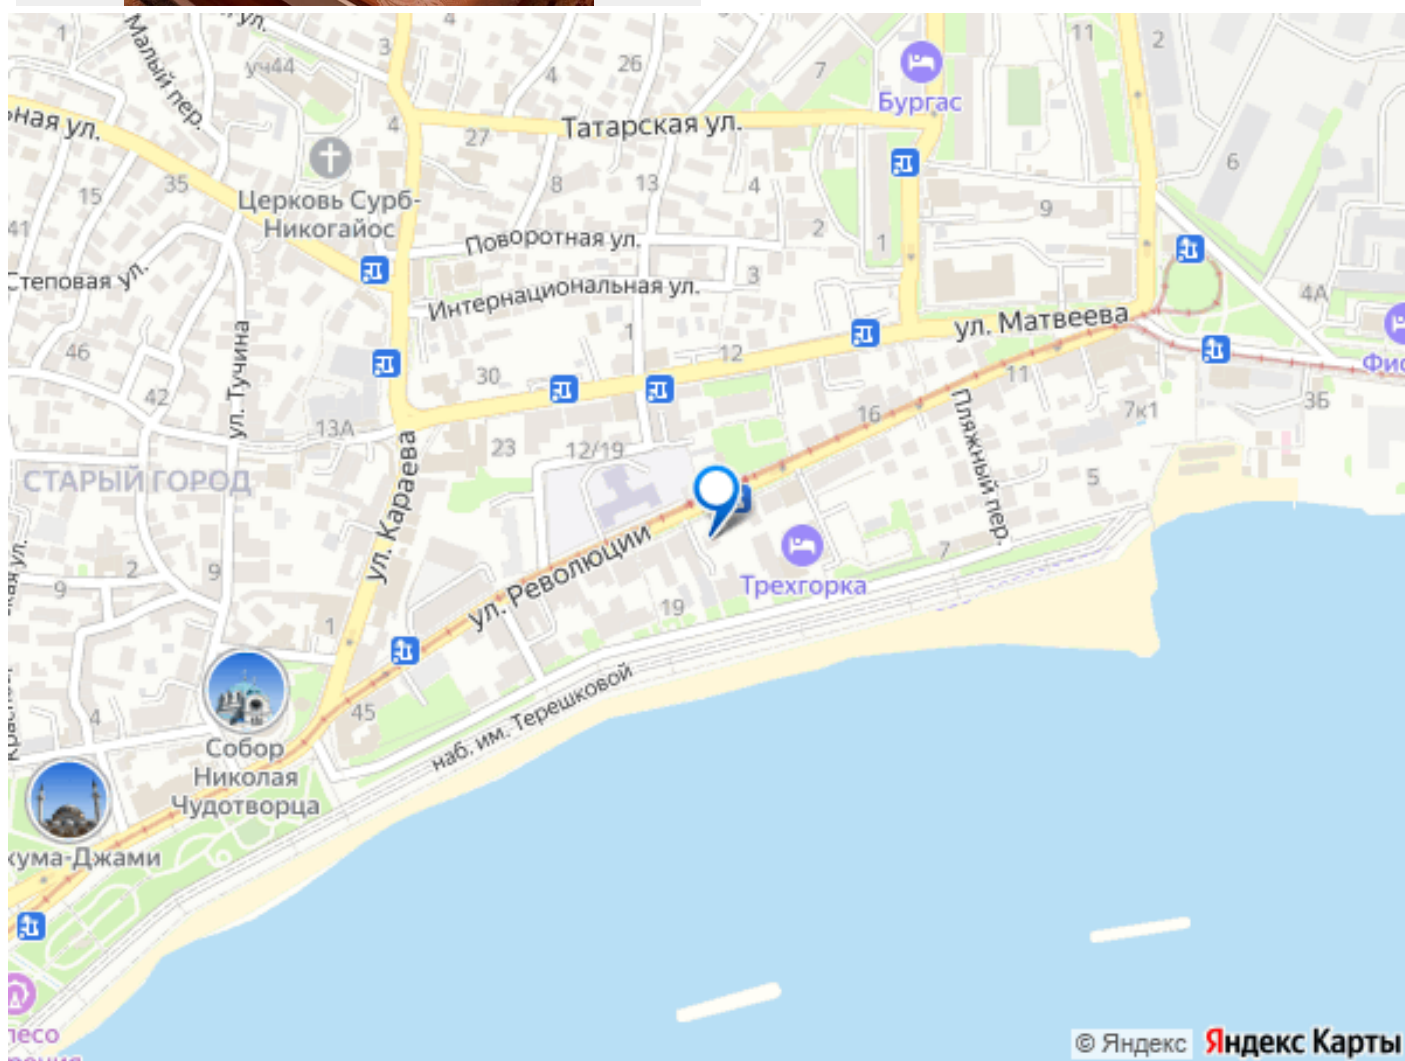 1
Малый пер.
ул.
уч44
3
4
26
4
7
Бургас
11
2
ная ул.
4
27
Татарская ул.
6
15
35
Церковь Сурб-
Никогайос
8
13
4
9
41
Поворотная ул.
2
1
Степовая ул.
Интернациональная ул.
3
4А
ул. Матвеева
46
ул. Тучина
1
12
30
11
Фис
42
13А
23
12/19
16
Пляжный пер.
7к1
3Б
СТАРЫЙ ГОРОД
ул. Караева
5
ул. Революции
Трехгорка
7
9
2
9
19
1
45
наб. им. Терешковой
4
Собор
Николая
Чудотворца
жума-Джами
лесо
© Яндекс
Яндекс Карты